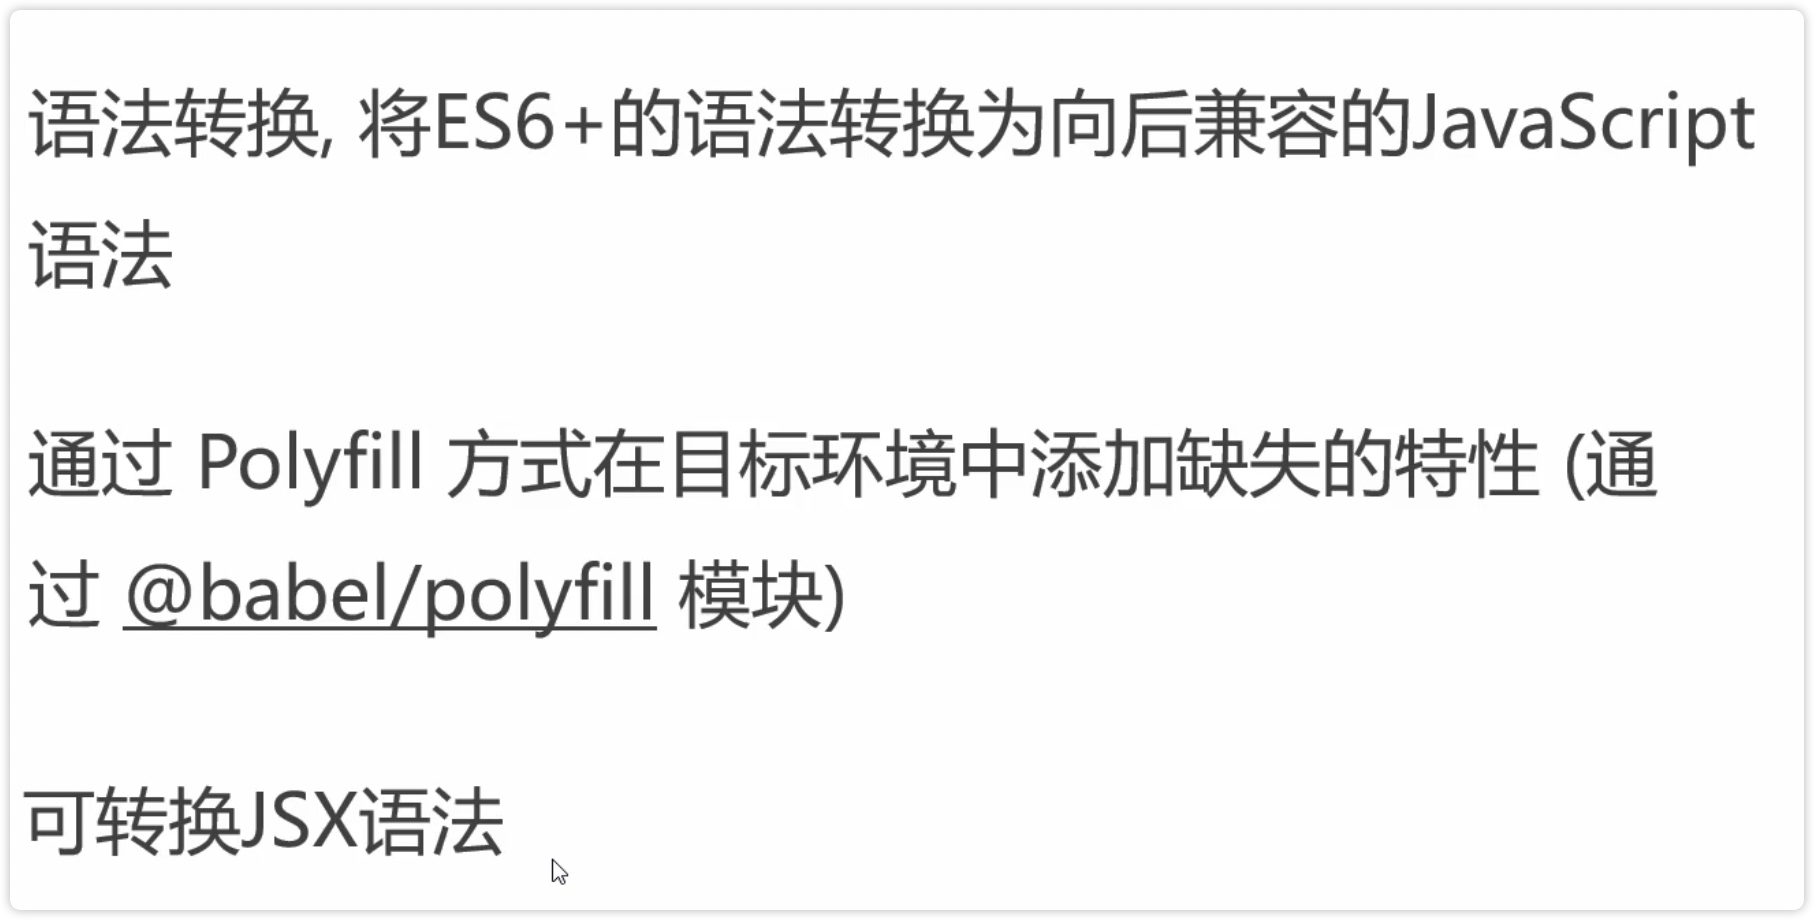 语法转换, 将ES6+的语法转换为向后兼容的JavaScript
语法
通过 Polyfill 方式在目标环境中添加缺失的特性 (通
过 @babel/polyfill 模块)
可转换JSX语法